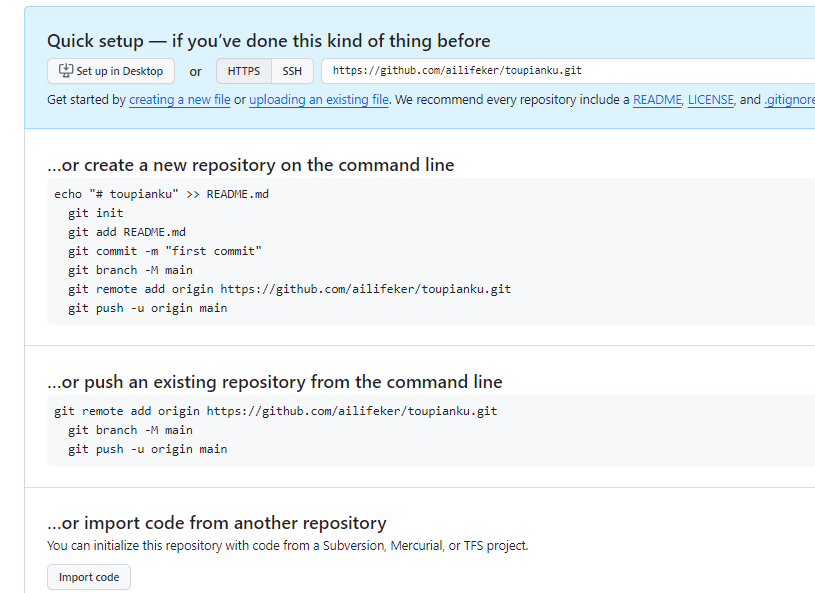 Quick setup — if you’ve done this kind of thing before
Set up in Desktop or HTTPS SSH https://github.com/ailifeker/toupianku.git
Get started by creating a new file or uploading an existing file. We recommend every repository include a README, LICENSE, and .gitignore
…or create a new repository on the command line
echo "# toupianku" >> README.md
git init
git add README.md
git commit -m "first commit"
git branch -M main
git remote add origin https://github.com/ailifeker/toupianku.git
git push -u origin main
…or push an existing repository from the command line
git remote add origin https://github.com/ailifeker/toupianku.git
git branch -M main
git push -u origin main
…or import code from another repository
You can initialize this repository with code from a Subversion, Mercurial, or TFS project.
Import code